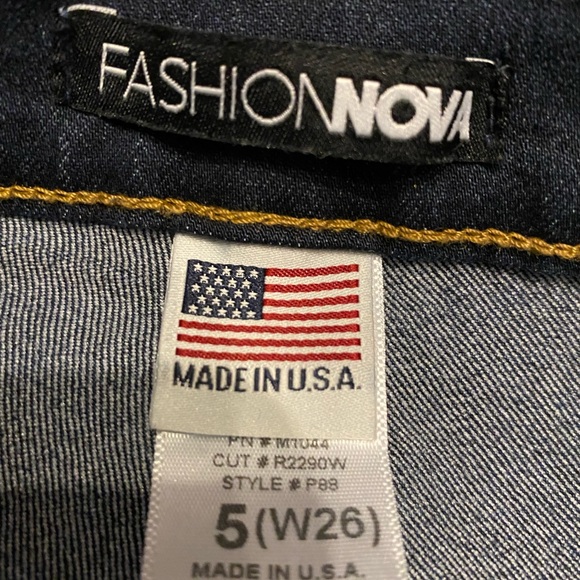 FASHIONNOVA
MADE IN U.S.A.
PN # M1044
CUT # R2290W
STYLE # P88
5 (W26)
MADE IN U.S.A.